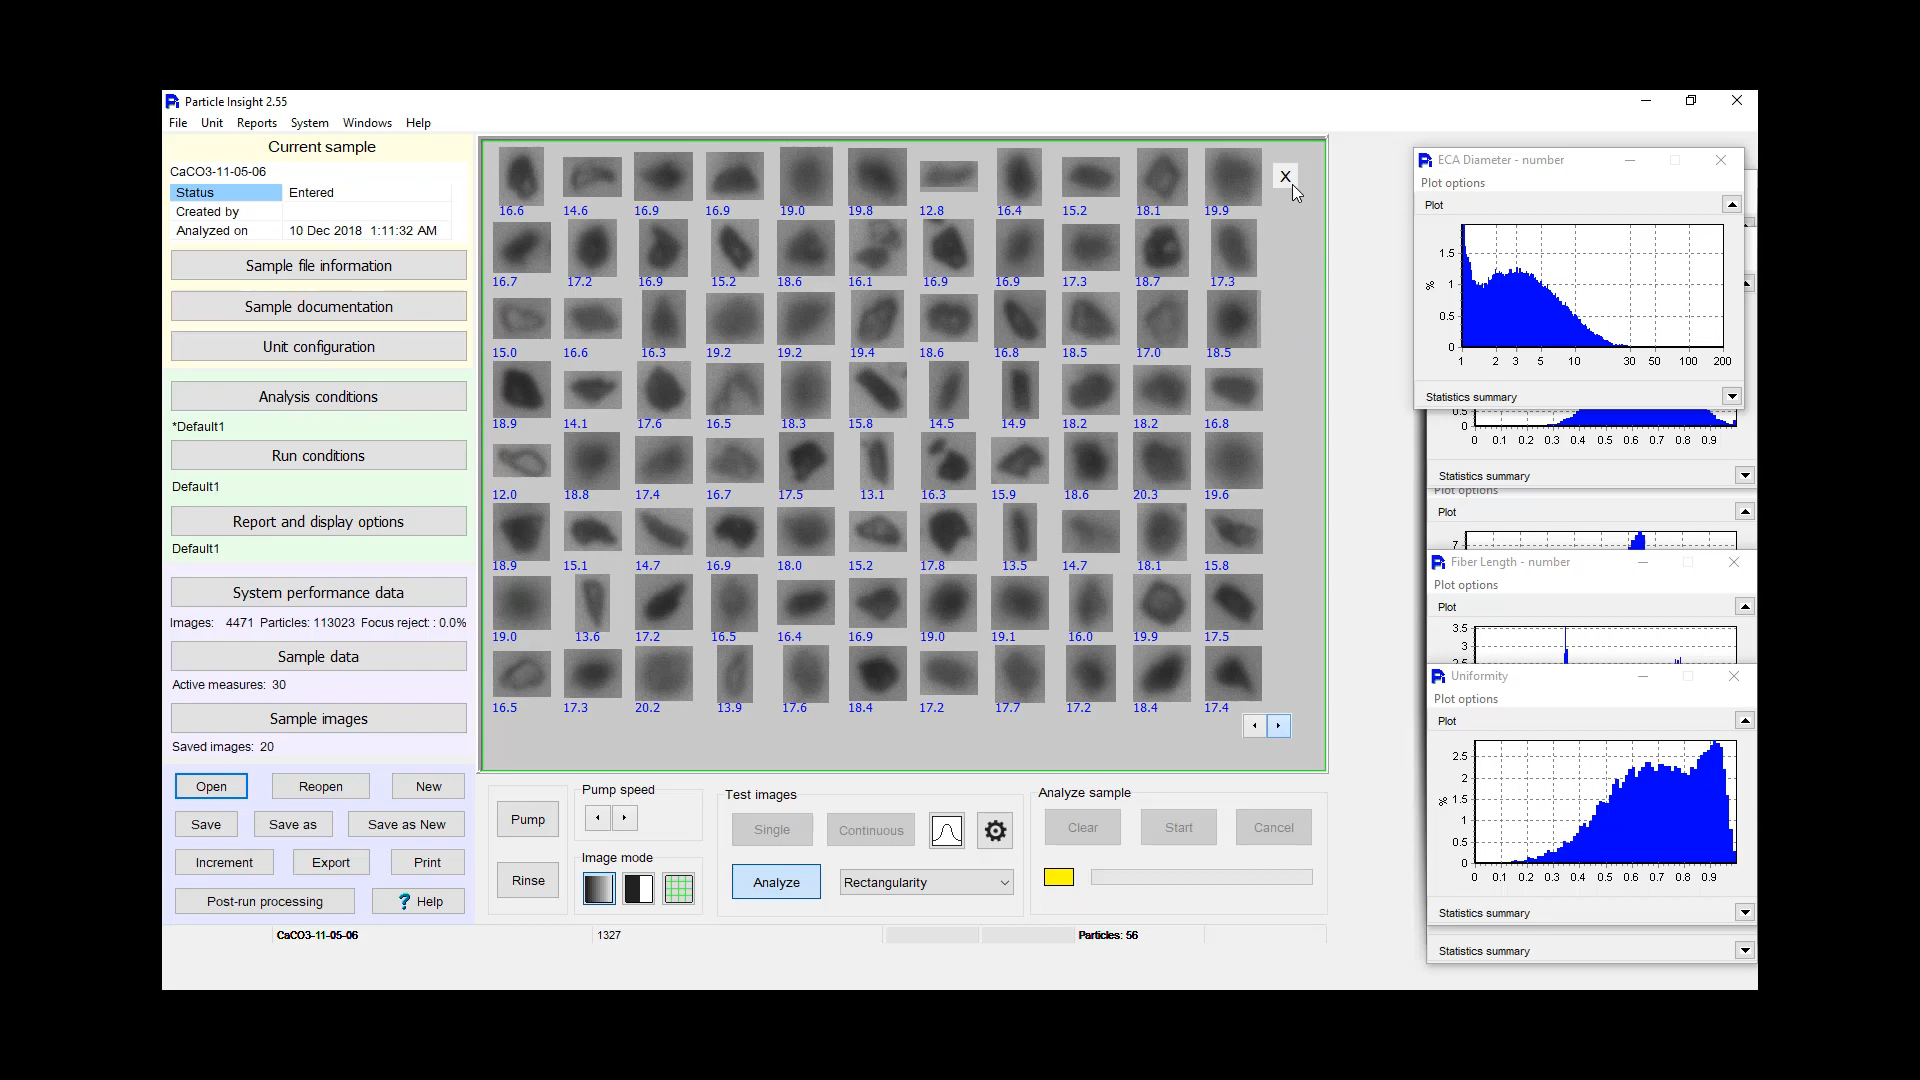 Particle Insight 2.55
File Unit Reports System Windows Help
Current sample
CaCO3-11-05-06
Status Entered
Created by
Analyzed on 10 Dec 2018 1:11:32 AM
Sample file information
Sample documentation
Unit configuration
Analysis conditions
*Default1
Run conditions
Default1
Report and display options
Default1
System performance data
Images: 4471 Particles: 113023 Focus reject: : 0.0%
Sample data
Active measures: 30
Sample images
Saved images: 20
Open Reopen New
Save Save as Save as New
Increment Export Print
Post-run processing ? Help
X
16.6 14.6 16.9 16.9 19.0 19.8 12.8 16.4 15.2 18.1 19.9
16.7 17.2 16.9 15.2 18.6 16.1 16.9 16.9 17.3 18.7 17.3
15.0 16.6 16.3 19.2 19.2 19.4 18.6 16.8 18.5 17.0 18.5
18.9 14.1 17.6 16.5 18.3 15.8 14.5 14.9 18.2 18.2 16.8
12.0 18.8 17.4 16.7 17.5 13.1 16.3 15.9 18.6 20.3 19.6
18.9 15.1 14.7 16.9 18.0 15.2 17.8 13.5 14.7 18.1 15.8
19.0 13.6 17.2 16.5 16.4 16.9 19.0 19.1 16.0 19.9 17.5
16.5 17.3 20.2 13.9 17.6 18.4 17.2 17.7 17.2 18.4 17.4
Pump
Rinse
Pump speed
Image mode
Test images
Single Continuous
Analyze Rectangularity
Analyze sample
Clear Start Cancel
CaCO3-11-05-06 1327 Particles: 56
ECA Diameter - number
Plot options
Plot
1.5
%
1
0.5
0
1 2 3 5 10 30 50 100 200
Statistics summary
0.5
0
0 0.1 0.2 0.3 0.4 0.5 0.6 0.7 0.8 0.9
Statistics summary
Plot options
Plot
7
Fiber Length - number
Plot options
Plot
3.5
3
2.5
Uniformity
Plot options
Plot
2.5
2
% 1.5
1
0.5
0
0 0.1 0.2 0.3 0.4 0.5 0.6 0.7 0.8 0.9
Statistics summary
Statistics summary